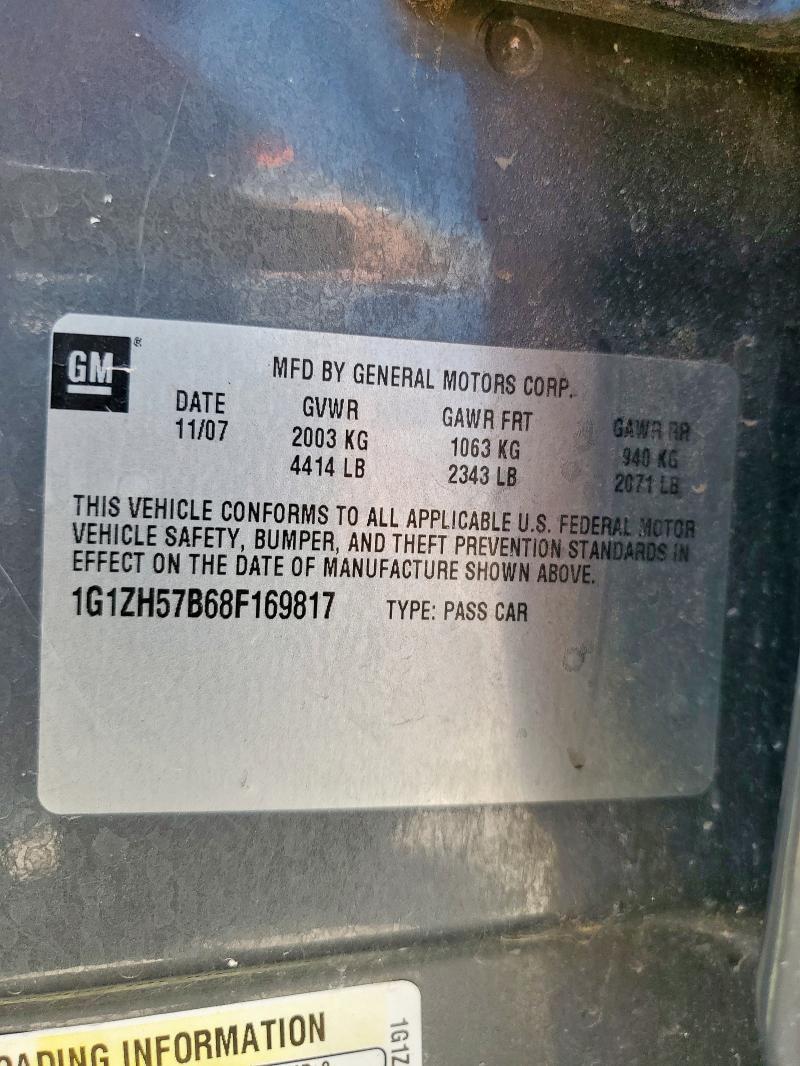 GM ®
MFD BY GENERAL MOTORS CORP.
DATE GVWR GAWR FRT GAWR RR
11/07 2003 KG 1063 KG 940 KG
4414 LB 2343 LB 2071 LB
THIS VEHICLE CONFORMS TO ALL APPLICABLE U.S. FEDERAL MOTOR
VEHICLE SAFETY, BUMPER, AND THEFT PREVENTION STANDARDS IN
EFFECT ON THE DATE OF MANUFACTURE SHOWN ABOVE.
1G1ZH57B68F169817 TYPE: PASS CAR
OADING INFORMATION
1G1Z